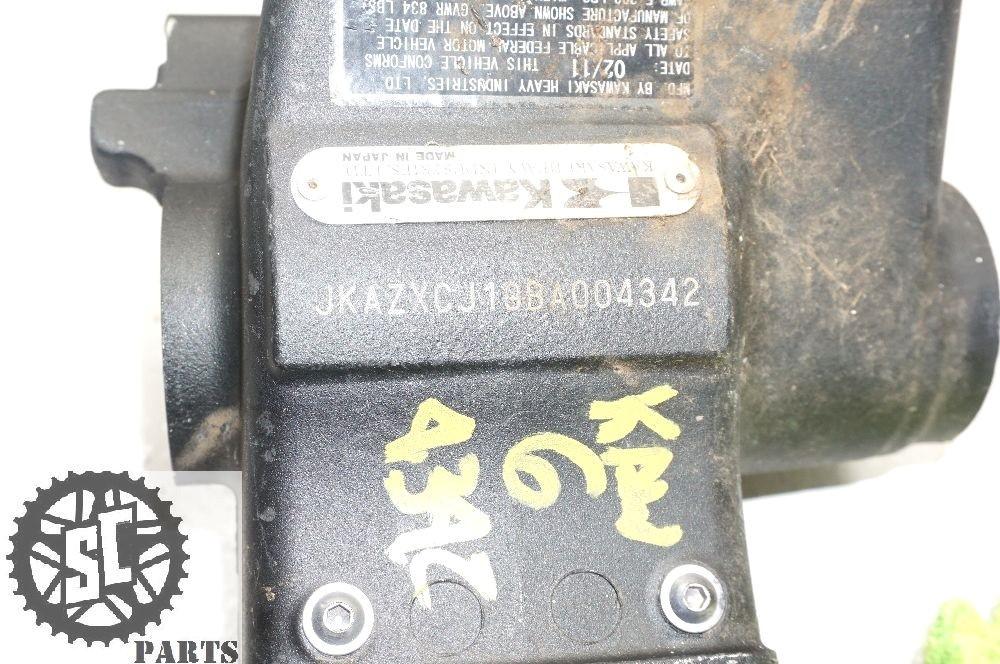 MFD. BY KAWASAKI HEAVY INDUSTRIES, LTD.
DATE: 02/11 THIS VEHICLE CONFORMS
TO ALL APPLICABLE FEDERAL MOTOR VEHICLE
SAFETY STANDARDS IN EFFECT ON THE DATE
OF MANUFACTURE SHOWN ABOVE. GVWR 834 LBS.
Kawasaki
KAWASAKI HEAVY INDUSTRIES, LTD.
MADE IN JAPAN
JKAZXCJ19BA004342
KAW
6
SC
PARTS